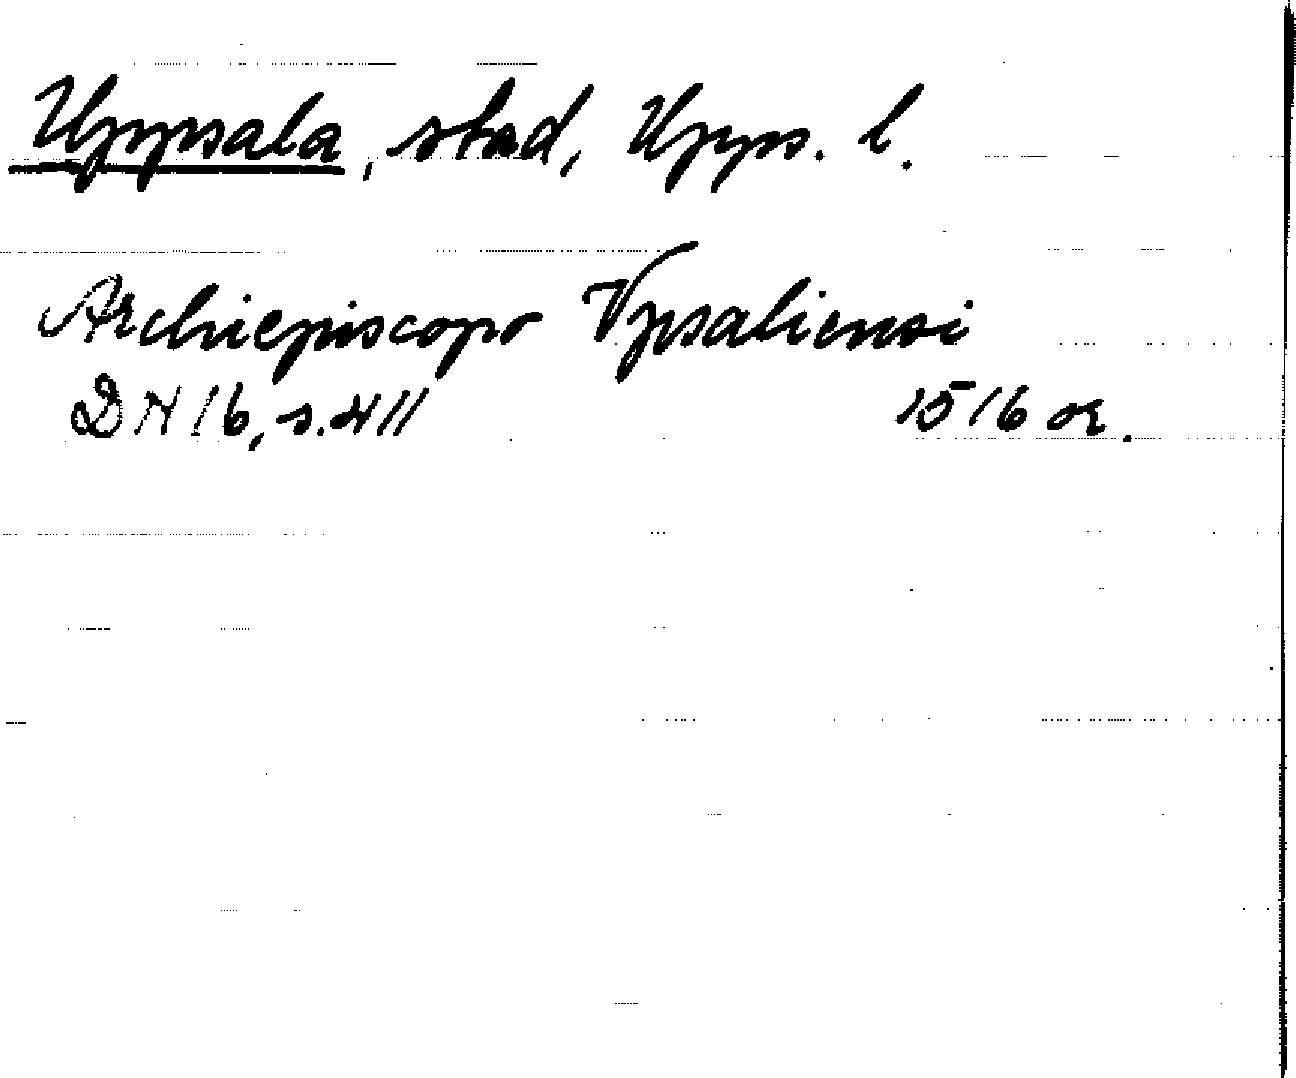 Uppsala, stad, Upps. l.
Archiepiscopo Vpsaliensi
DN 16, s. 411 1516 or.